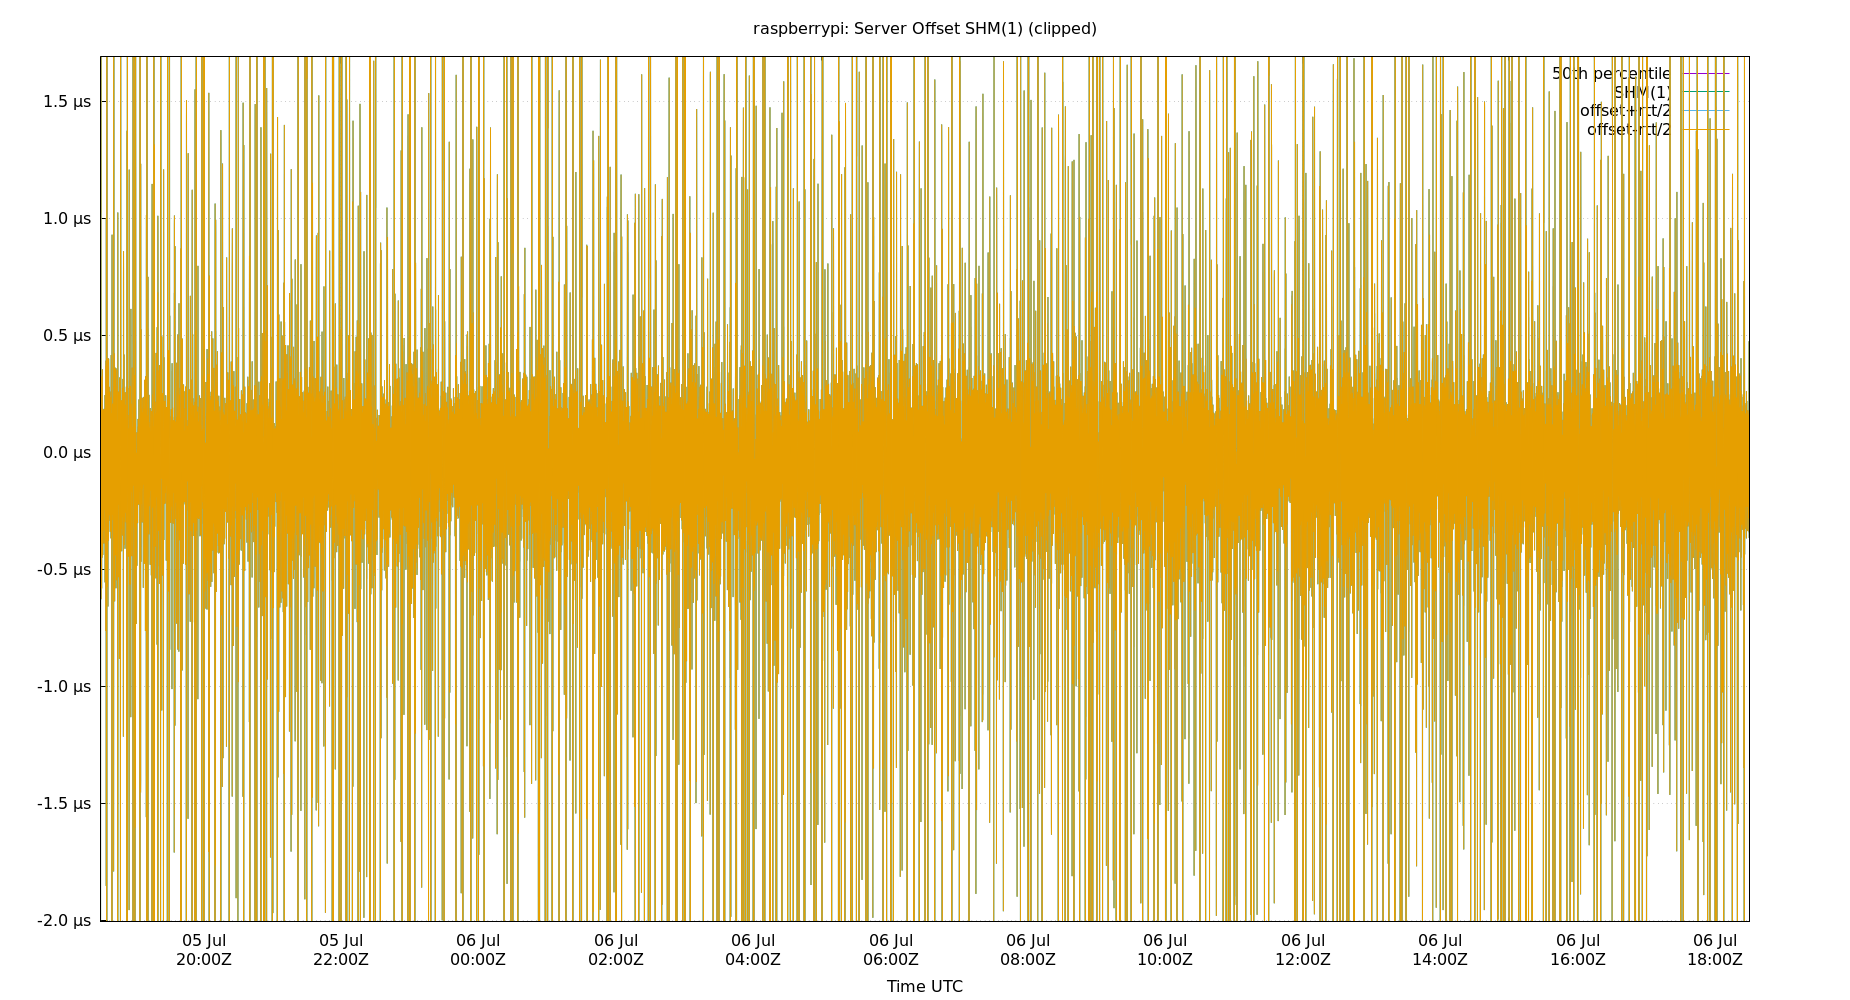 raspberrypi: Server Offset SHM(1) (clipped)
50th percentile
SHM(1)
offset+rtt/2
offset-rtt/2
1.5 µs
1.0 µs
0.5 µs
0.0 µs
-0.5 µs
-1.0 µs
-1.5 µs
-2.0 µs
05 Jul 05 Jul 06 Jul 06 Jul 06 Jul 06 Jul 06 Jul 06 Jul 06 Jul 06 Jul 06 Jul 06 Jul
20:00Z 22:00Z 00:00Z 02:00Z 04:00Z 06:00Z 08:00Z 10:00Z 12:00Z 14:00Z 16:00Z 18:00Z
Time UTC